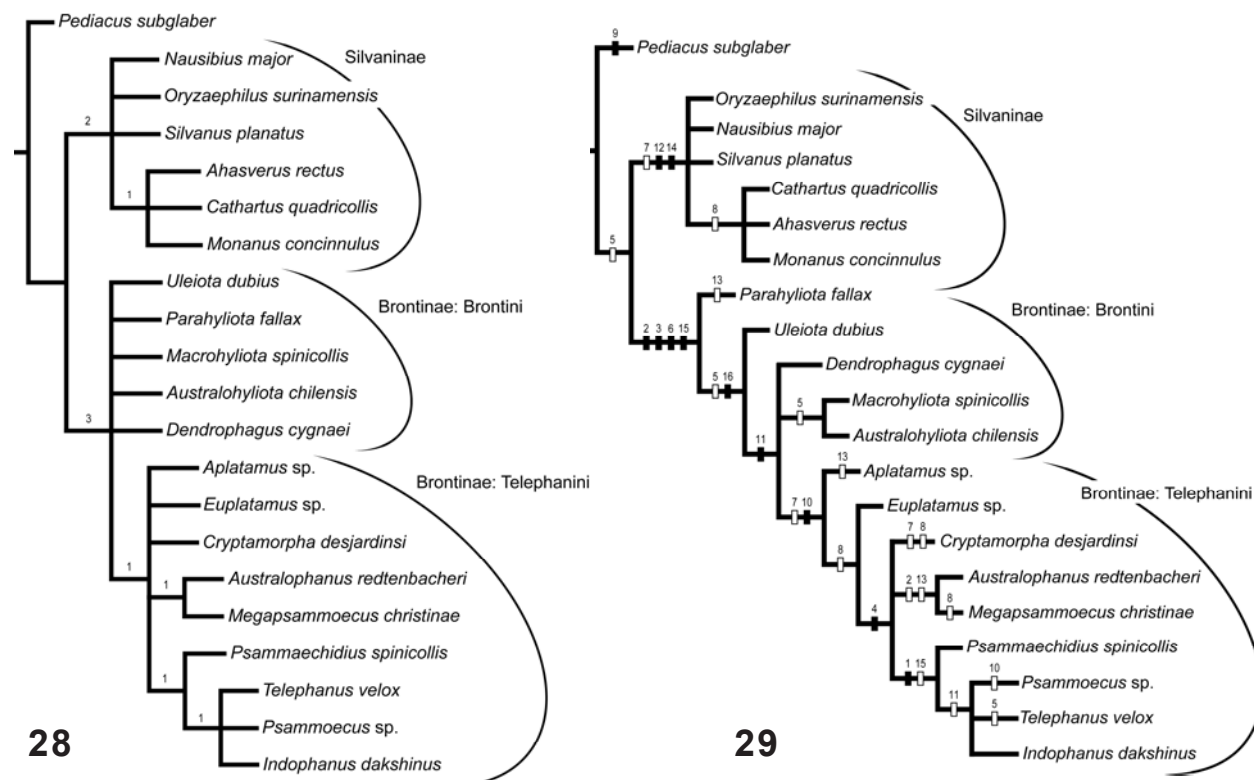 Pediacus subglaber
Nausibius major
Silvaninae
Oryzaephilus surinamensis
2
Silvanus planatus
Ahasverus rectus
1
Cathartus quadricollis
Monanus concinnulus
Uleiota dubius
Brontinae: Brontini
Parahyliota fallax
Macrohyliota spinicollis
Australohyliota chilensis
3
Dendrophagus cygnaei
Aplatamus sp.
Brontinae: Telephanini
Euplatamus sp.
Cryptamorpha desjardinsi
1
1
Australophanus redtenbacheri
Megapsammoecus christinae
Psammaechidius spinicollis
1
Telephanus velox
1
Psammoecus sp.
Indophanus dakshinus
28
9
Pediacus subglaber
Oryzaephilus surinamensis
Silvaninae
Nausibius major
7 12 14
Silvanus planatus
Cathartus quadricollis
8
Ahasverus rectus
5
Monanus concinnulus
13
Parahyliota fallax
Brontinae: Brontini
Uleiota dubius
2 3 6 15
Dendrophagus cygnaei
5 16
Macrohyliota spinicollis
5
Australohyliota chilensis
11
13
Aplatamus sp.
Brontinae: Telephanini
Euplatamus sp.
7 10
7 8
Cryptamorpha desjardinsi
8
Australophanus redtenbacheri
2 13
8
Megapsammoecus christinae
4
Psammaechidius spinicollis
1 15
10
Psammoecus sp.
11
5
Telephanus velox
Indophanus dakshinus
29